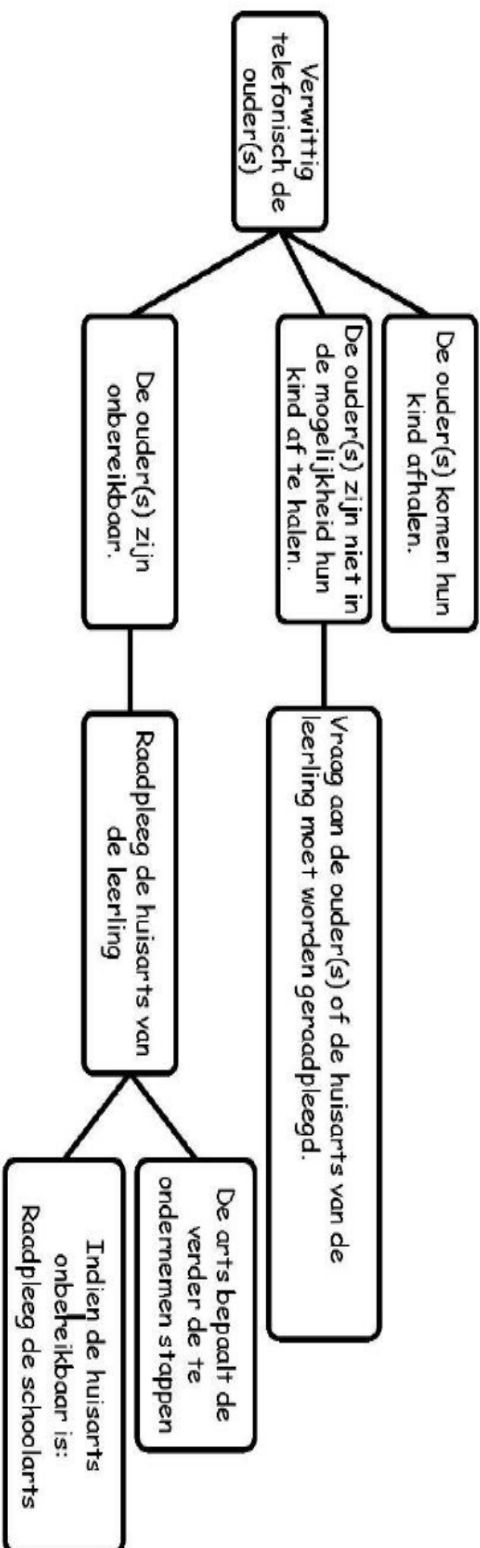 Verwittig
telefonisch de
ouder(s)
De ouder(s) komen hun
kind afhalen.
De ouder(s) zijn niet in
de mogelijkheid hun
kind af te halen.
Vraag aan de ouder(s) of de huisarts van de
leerling moet worden geraadpleegd.
De ouder(s) zijn
onbereikbaar.
Raadpleeg de huisarts van
de leerling
De arts bepaalt de
verder de te
ondernemen stappen
Indien de huisarts
onbereikbaar is:
Raadpleeg de schoolarts